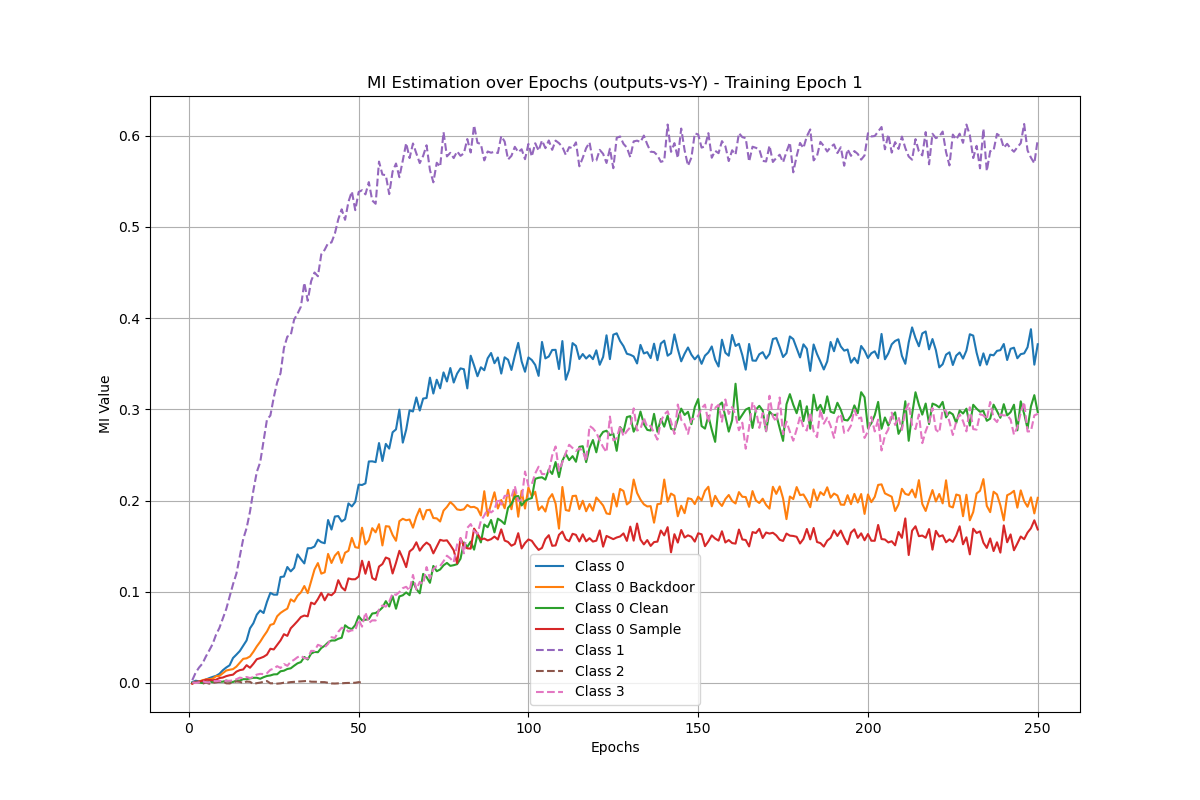 MI Estimation over Epochs (outputs-vs-Y) - Training Epoch 1
MI Value
0.6
0.5
0.4
0.3
0.2
0.1
0.0
Class 0
Class 0 Backdoor
Class 0 Clean
Class 0 Sample
Class 1
Class 2
Class 3
0
50
100
150
200
250
Epochs